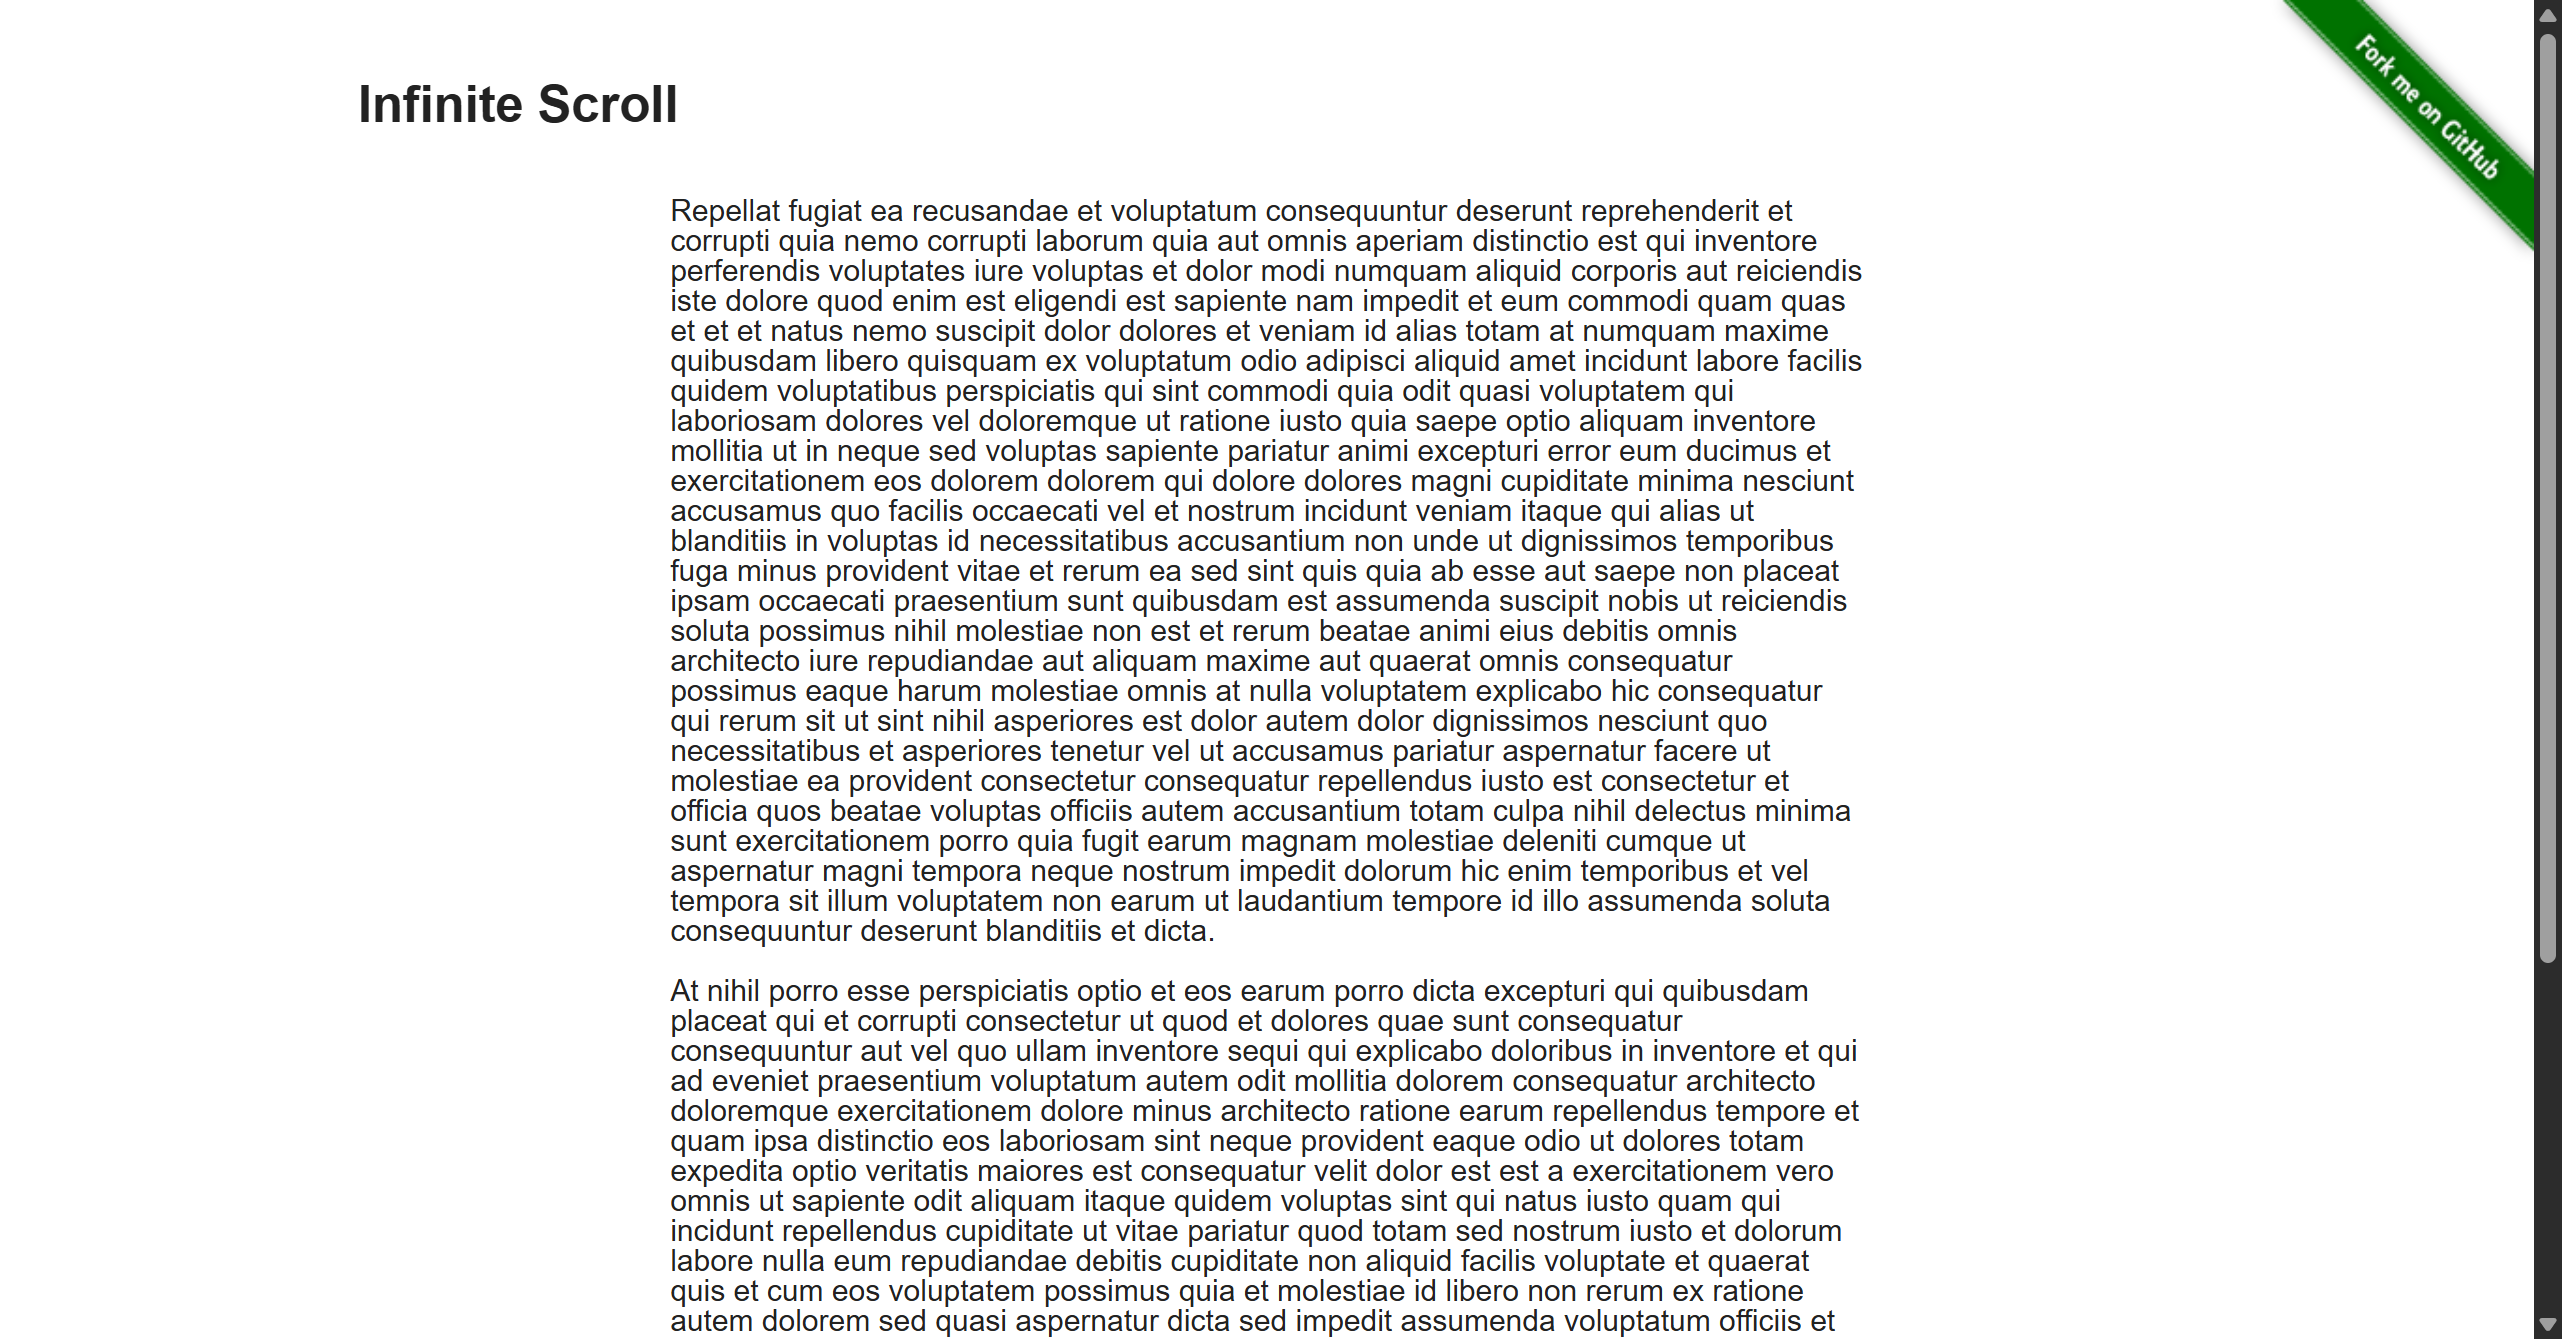 Infinite Scroll
Fork me on GitHub
Repellat fugiat ea recusandae et voluptatum consequuntur deserunt reprehenderit et
corrupti quia nemo corrupti laborum quia aut omnis aperiam distinctio est qui inventore
perferendis voluptates iure voluptas et dolor modi numquam aliquid corporis aut reiciendis
iste dolore quod enim est eligendi est sapiente nam impedit et eum commodi quam quas
et et et natus nemo suscipit dolor dolores et veniam id alias totam at numquam maxime
quibusdam libero quisquam ex voluptatum odio adipisci aliquid amet incidunt labore facilis
quidem voluptatibus perspiciatis qui sint commodi quia odit quasi voluptatem qui
laboriosam dolores vel doloremque ut ratione iusto quia saepe optio aliquam inventore
mollitia ut in neque sed voluptas sapiente pariatur animi excepturi error eum ducimus et
exercitationem eos dolorem dolorem qui dolore dolores magni cupiditate minima nesciunt
accusamus quo facilis occaecati vel et nostrum incidunt veniam itaque qui alias ut
blanditiis in voluptas id necessitatibus accusantium non unde ut dignissimos temporibus
fuga minus provident vitae et rerum ea sed sint quis quia ab esse aut saepe non placeat
ipsam occaecati praesentium sunt quibusdam est assumenda suscipit nobis ut reiciendis
soluta possimus nihil molestiae non est et rerum beatae animi eius debitis omnis
architecto iure repudiandae aut aliquam maxime aut quaerat omnis consequatur
possimus eaque harum molestiae omnis at nulla voluptatem explicabo hic consequatur
qui rerum sit ut sint nihil asperiores est dolor autem dolor dignissimos nesciunt quo
necessitatibus et asperiores tenetur vel ut accusamus pariatur aspernatur facere ut
molestiae ea provident consectetur consequatur repellendus iusto est consectetur et
officia quos beatae voluptas officiis autem accusantium totam culpa nihil delectus minima
sunt exercitationem porro quia fugit earum magnam molestiae deleniti cumque ut
aspernatur magni tempora neque nostrum impedit dolorum hic enim temporibus et vel
tempora sit illum voluptatem non earum ut laudantium tempore id illo assumenda soluta
consequuntur deserunt blanditiis et dicta.
At nihil porro esse perspiciatis optio et eos earum porro dicta excepturi qui quibusdam
placeat qui et corrupti consectetur ut quod et dolores quae sunt consequatur
consequuntur aut vel quo ullam inventore sequi qui explicabo doloribus in inventore et qui
ad eveniet praesentium voluptatum autem odit mollitia dolorem consequatur architecto
doloremque exercitationem dolore minus architecto ratione earum repellendus tempore et
quam ipsa distinctio eos laboriosam sint neque provident eaque odio ut dolores totam
expedita optio veritatis maiores est consequatur velit dolor est est a exercitationem vero
omnis ut sapiente odit aliquam itaque quidem voluptas sint qui natus iusto quam qui
incidunt repellendus cupiditate ut vitae pariatur quod totam sed nostrum iusto et dolorum
labore nulla eum repudiandae debitis cupiditate non aliquid facilis voluptate et quaerat
quis et cum eos voluptatem possimus quia et molestiae id libero non rerum ex ratione
autem dolorem sed quasi aspernatur dicta sed impedit assumenda voluptatum officiis et